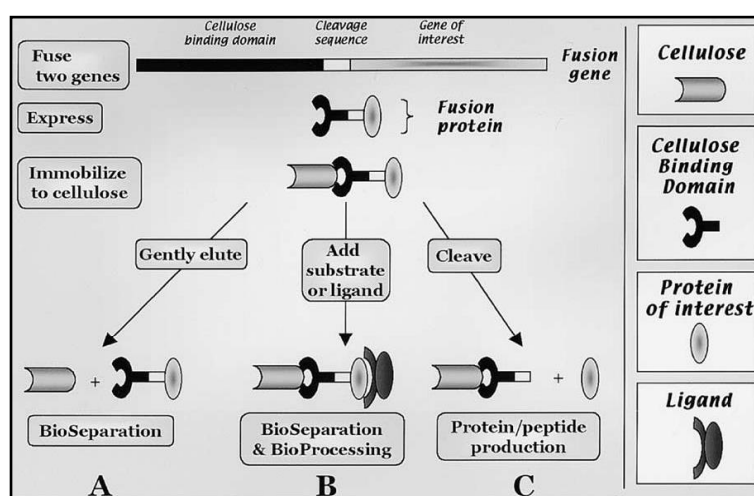 Cellulose
binding domain
Cleavage
sequence
Gene of
interest
Fuse
two genes
Fusion
gene
Express
Fusion
protein
Immobilize
to cellulose
Gently elute
Add
substrate
or ligand
Cleave
+
+
BioSeparation
BioSeparation
& BioProcessing
Protein/peptide
production
A
B
C
Cellulose
Cellulose
Binding
Domain
Protein
of interest
Ligand